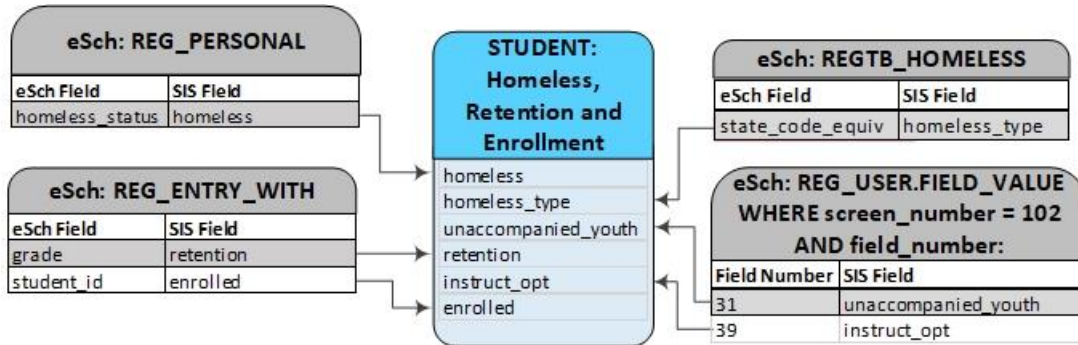 eSch: REG_PERSONAL
eSch Field SIS Field
homeless_status homeless
eSch: REG_ENTRY_WITH
eSch Field SIS Field
grade retention
student_id enrolled
STUDENT:
Homeless,
Retention and
Enrollment
homeless
homeless_type
unaccompanied_youth
retention
instruct_opt
enrolled
eSch: REGTB_HOMELESS
eSch Field SIS Field
state_code_equiv homeless_type
eSch: REG_USER.FIELD_VALUE
WHERE screen_number = 102
AND field_number:
Field Number SIS Field
31 unaccompanied_youth
39 instruct_opt